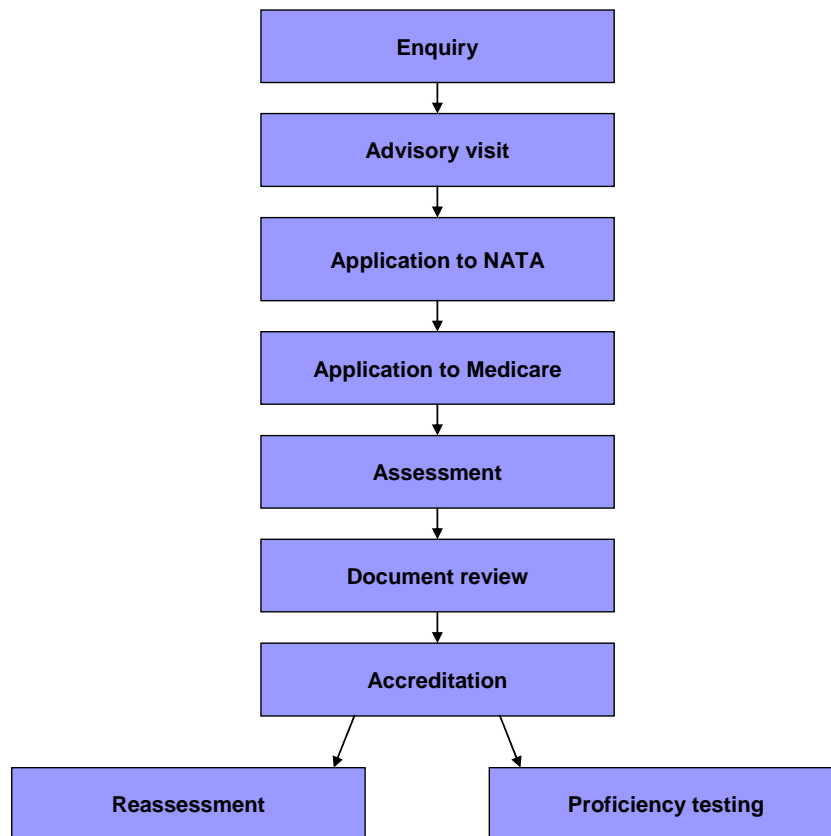 Enquiry
Advisory visit
Application to NATA
Application to Medicare
Assessment
Document review
Accreditation
Reassessment
Proficiency testing